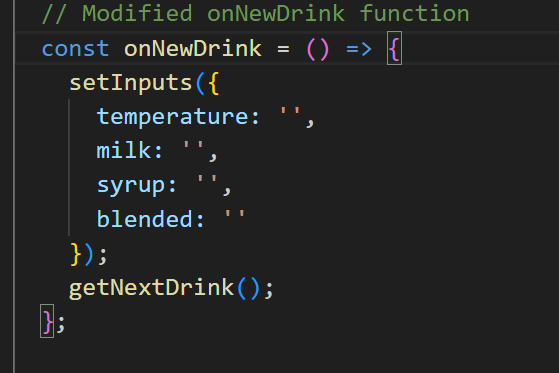 // Modified onNewDrink function
const onNewDrink = () => {
setInputs({
temperature: '',
milk: '',
syrup: '',
blended: ''
});
getNextDrink();
};